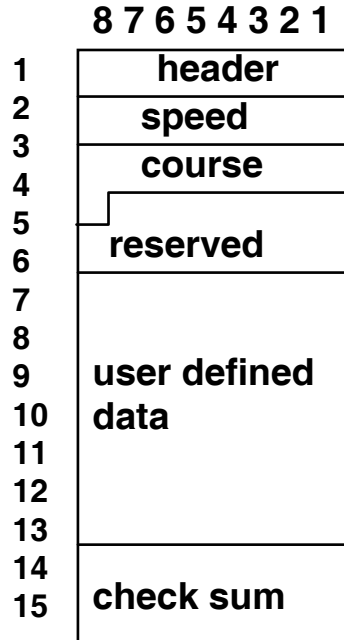 8 7 6 5 4 3 2 1
1 header
2 speed
3 course
4
5
6 reserved
7
8
9 user defined
10 data
11
12
13
14
15 check sum